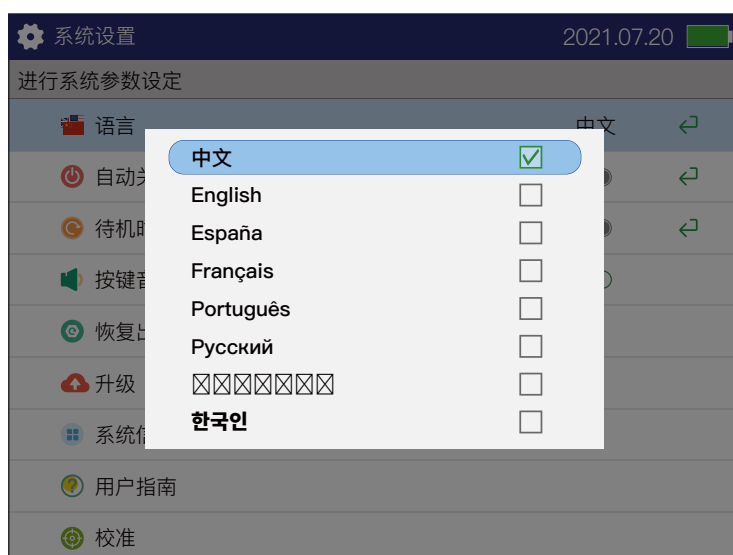 系统设置 2021.07.20
进行系统参数设定
语言 中文
中文
自动
English
待机
España
按键
Français
Português
恢复
Русский
升级
한국인
系统
用户指南
校准